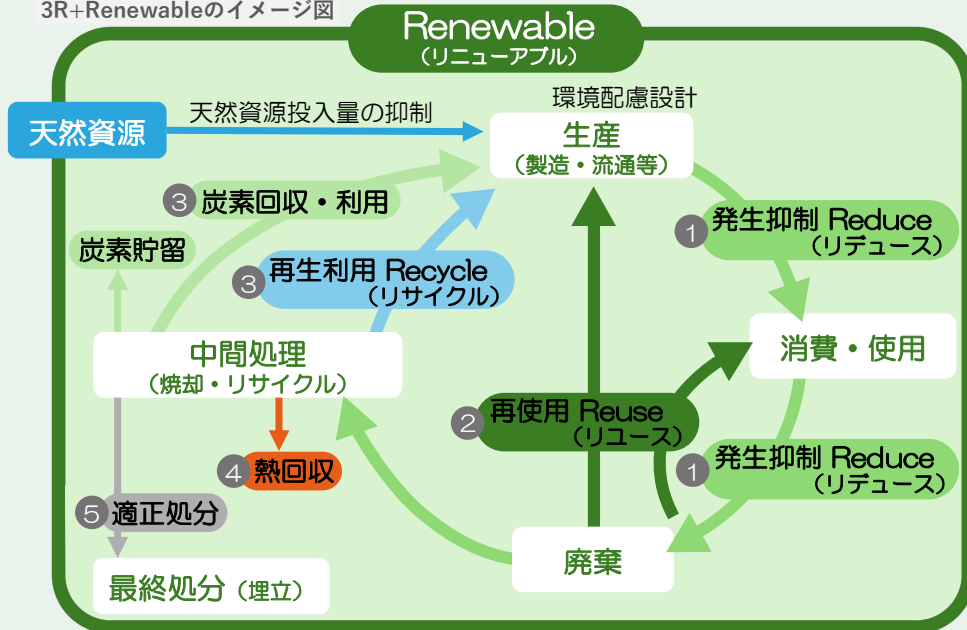 3R+Renewableのイメージ図
Renewable
(リニューアブル)
天然資源
天然資源投入量の抑制
環境配慮設計
生産
(製造・流通等)
3 炭素回収・利用
1 発生抑制 Reduce
(リデュース)
炭素貯留
3 再生利用 Recycle
(リサイクル)
中間処理
(焼却・リサイクル)
消費・使用
2 再使用 Reuse
(リユース)
4 熱回収
1 発生抑制 Reduce
(リデュース)
5 適正処分
廃棄
最終処分(埋立)